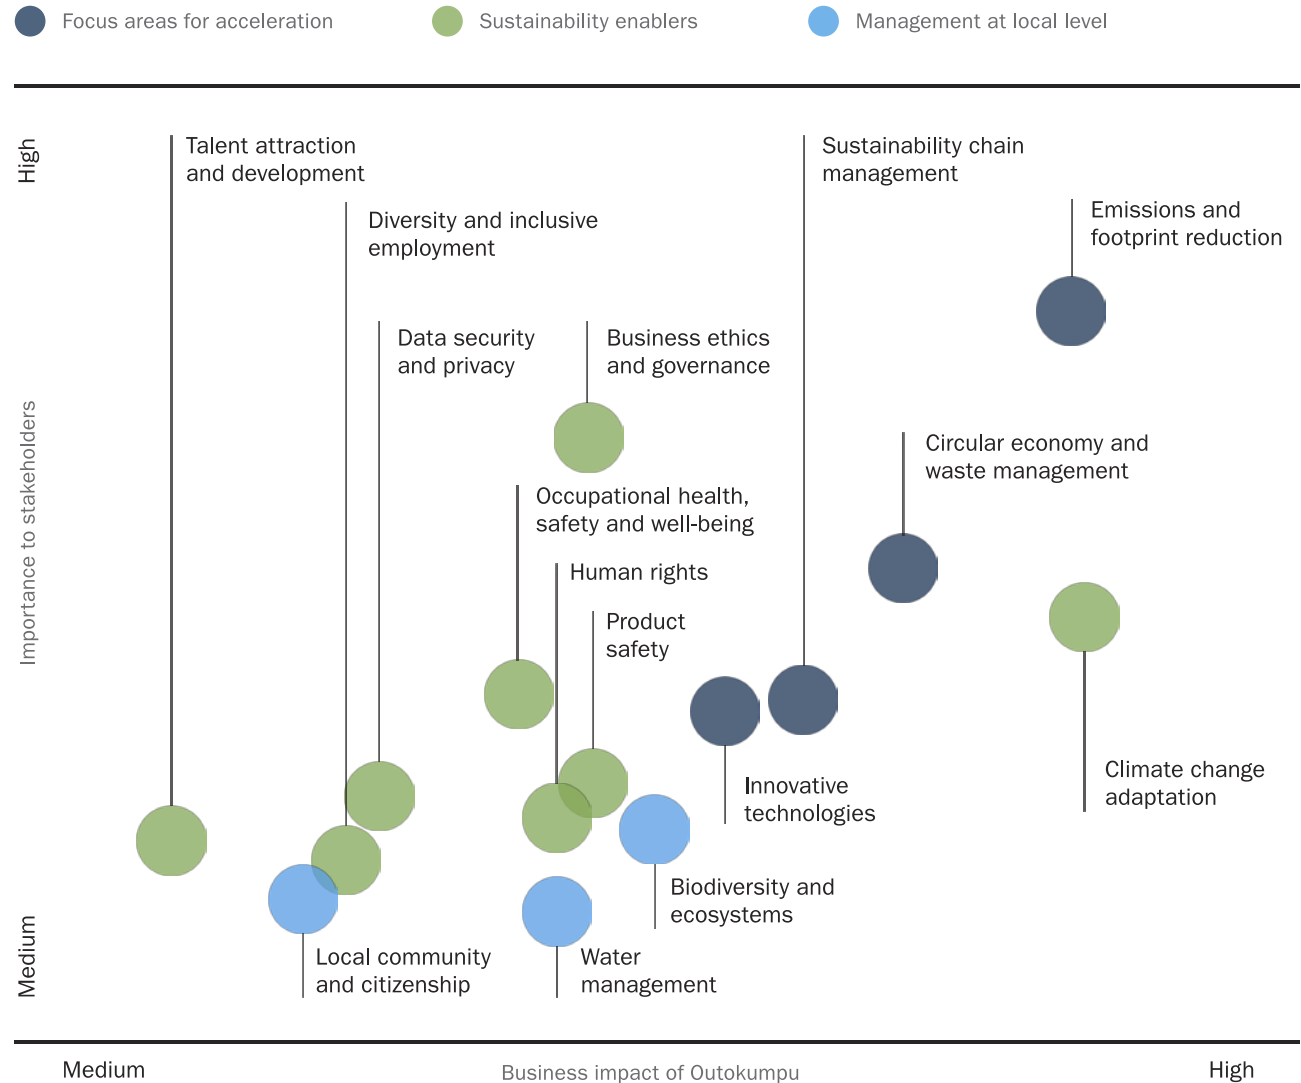 Focus areas for acceleration
Sustainability enablers
Management at local level
High
Talent attraction
and development
Sustainability chain
management
Diversity and inclusive
employment
Emissions and
footprint reduction
Data security
and privacy
Business ethics
and governance
Importance to stakeholders
Circular economy and
waste management
Occupational health,
safety and well-being
Human rights
Product
safety
Innovative
technologies
Climate change
adaptation
Biodiversity and
ecosystems
Medium
Local community
and citizenship
Water
management
Medium
Business impact of Outokumpu
High